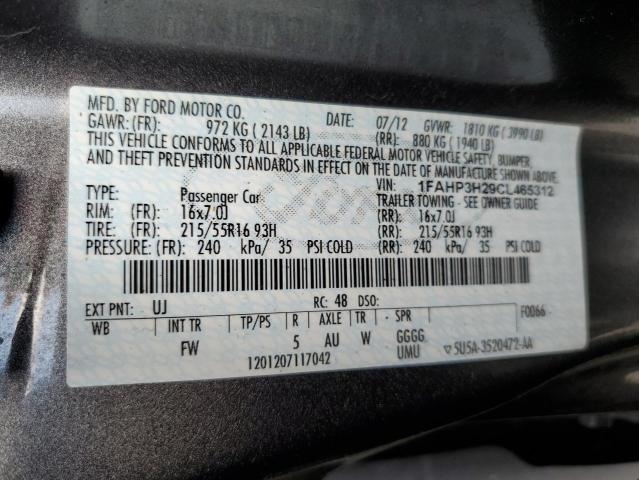 MFD. BY FORD MOTOR CO. DATE: 07/12 GVWR: 1810 KG ( 3990 LB)
GAWR: (FR): 972 KG ( 2143 LB) (RR): 880 KG ( 1940 LB)
THIS VEHICLE CONFORMS TO ALL APPLICABLE FEDERAL MOTOR VEHICLE SAFETY, BUMPER,
AND THEFT PREVENTION STANDARDS IN EFFECT ON THE DATE OF MANUFACTURE SHOWN ABOVE.
VIN: 1FAHP3H29CL465312
TYPE: Passenger Car TRAILER TOWING - SEE OWNER GUIDE
RIM: (FR): 16x7.0J (RR): 16x7.0J
TIRE: (FR): 215/55R16 93H (RR): 215/55R16 93H
PRESSURE: (FR): 240 kPa/ 35 PSI COLD (RR): 240 kPa/ 35 PSI COLD
EXT PNT: UJ RC: 48 DSO: F0066
WB INT TR TP/PS R AXLE TR SPR
FW 5 AU W GGGG
UMU
1201207117042 ▽5U5A-3520472-AA